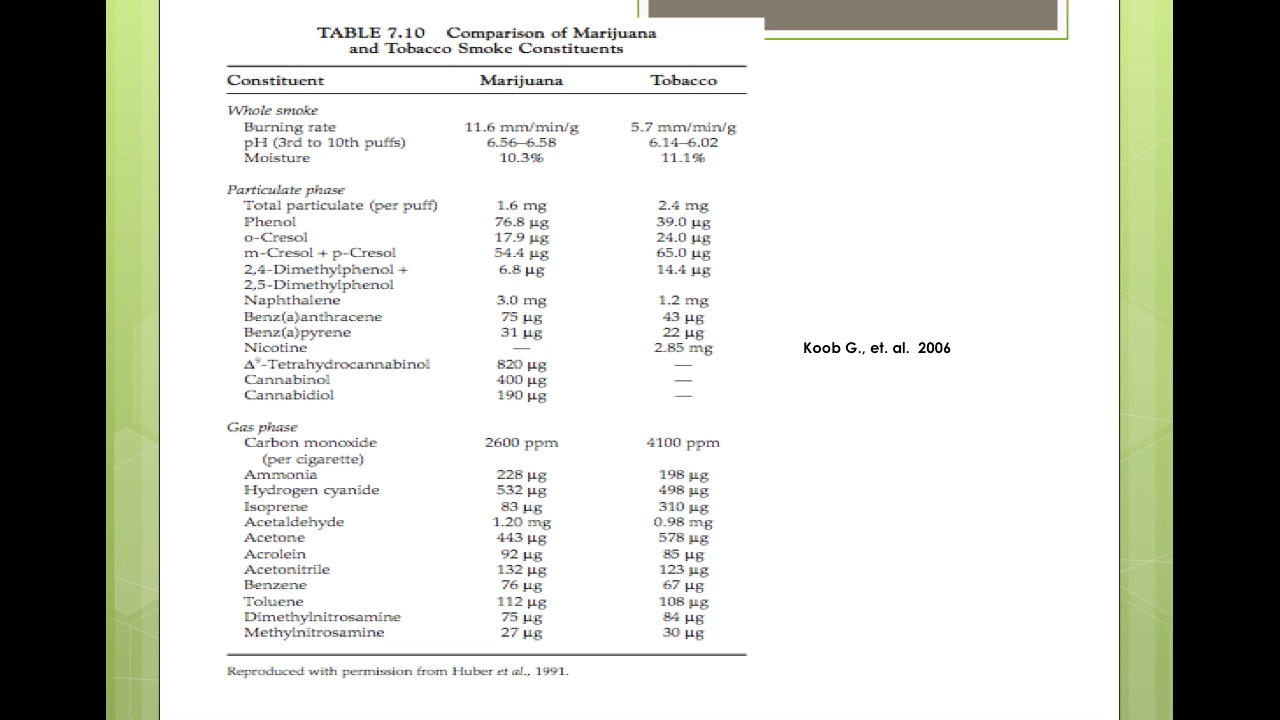 TABLE 7.10 Comparison of Marijuana
and Tobacco Smoke Constituents
Constituent Marijuana Tobacco
Whole smoke
Burning rate 11.6 mm/min/g 5.7 mm/min/g
pH (3rd to 10th puffs) 6.56–6.58 6.14–6.02
Moisture 10.3% 11.1%
Particulate phase
Total particulate (per puff) 1.6 mg 2.4 mg
Phenol 76.8 µg 39.0 µg
o-Cresol 17.9 µg 24.0 µg
m-Cresol + p-Cresol 54.4 µg 65.0 µg
2,4-Dimethylphenol + 6.8 µg 14.4 µg
2,5-Dimethylphenol
Naphthalene 3.0 mg 1.2 mg
Benz(a)anthracene 75 µg 43 µg
Benz(a)pyrene 31 µg 22 µg
Nicotine — 2.85 mg
Δ⁹-Tetrahydrocannabinol 820 µg —
Cannabinol 400 µg —
Cannabidiol 190 µg —
Gas phase
Carbon monoxide 2600 ppm 4100 ppm
(per cigarette)
Ammonia 228 µg 198 µg
Hydrogen cyanide 532 µg 498 µg
Isoprene 83 µg 310 µg
Acetaldehyde 1.20 mg 0.98 mg
Acetone 443 µg 578 µg
Acrolein 92 µg 85 µg
Acetonitrile 132 µg 123 µg
Benzene 76 µg 67 µg
Toluene 112 µg 108 µg
Dimethylnitrosamine 75 µg 84 µg
Methylnitrosamine 27 µg 30 µg
Reproduced with permission from Huber et al., 1991.
Koob G., et. al. 2006